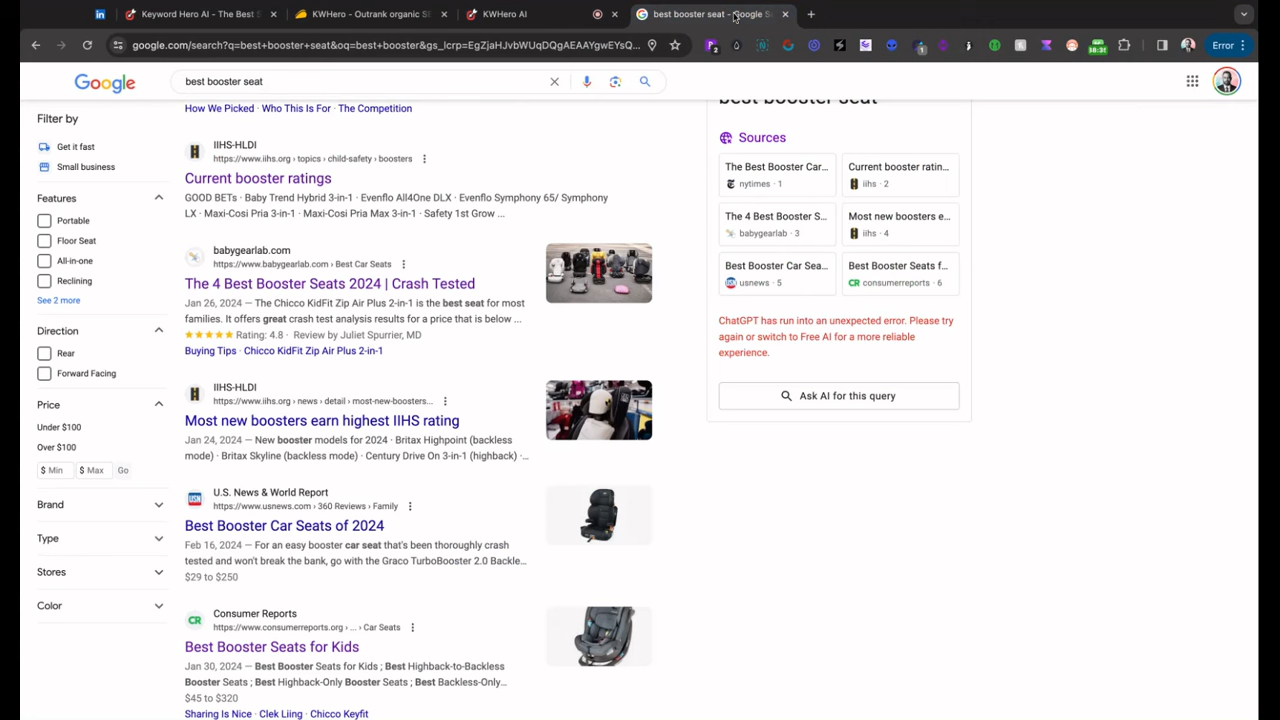 Keyword Hero AI - The Best S
KWHero - Outrank organic SE
KWHero AI
best booster seat - Google Se
google.com/search?q=best+booster+seat&oq=best+booster&gs_lcrp=EgZjaHJvbWUqDQgAEAAYgwEYsQ...
2
1
18:31
Error
Google
best booster seat
Filter by
Get it fast
Small business
Features
Portable
Floor Seat
All-in-one
Reclining
See 2 more
Direction
Rear
Forward Facing
Price
Under $100
Over $100
$ Min
$ Max
Go
Brand
Type
Stores
Color
How We Picked · Who This Is For · The Competition
IIHS-HLDI
https://www.iihs.org › topics › child-safety › boosters
Current booster ratings
GOOD BETs · Baby Trend Hybrid 3-in-1 · Evenflo All4One DLX · Evenflo Symphony 65/ Symphony
LX · Maxi-Cosi Pria 3-in-1 · Maxi-Cosi Pria Max 3-in-1 · Safety 1st Grow ...
babygearlab.com
https://www.babygearlab.com › Best Car Seats
The 4 Best Booster Seats 2024 | Crash Tested
Jan 26, 2024 — The Chicco KidFit Zip Air Plus 2-in-1 is the best seat for most
families. It offers great crash test analysis results for a price that is below ...
Rating: 4.8 · Review by Juliet Spurrier, MD
Buying Tips · Chicco KidFit Zip Air Plus 2-in-1
IIHS-HLDI
https://www.iihs.org › news › detail › most-new-boosters...
Most new boosters earn highest IIHS rating
Jan 24, 2024 — New booster models for 2024 · Britax Highpoint (backless
mode) · Britax Skyline (backless mode) · Century Drive On 3-in-1 (highback) ·...
U.S. News & World Report
https://www.usnews.com › 360 Reviews › Family
Best Booster Car Seats of 2024
Feb 16, 2024 — For an easy booster car seat that's been thoroughly crash
tested and won't break the bank, go with the Graco TurboBooster 2.0 Backle...
$29 to $250
CR
Consumer Reports
https://www.consumerreports.org › ... › Car Seats
Best Booster Seats for Kids
Jan 30, 2024 — Best Booster Seats for Kids ; Best Highback-to-Backless
Booster Seats ; Best Highback-Only Booster Seats ; Best Backless-Only...
$45 to $320
Sharing Is Nice · Clek Liing · Chicco Keyfit
best booster seat
Sources
The Best Booster Car...
nytimes · 1
Current booster ratin...
iihs · 2
The 4 Best Booster S...
babygearlab · 3
Most new boosters e...
iihs · 4
Best Booster Car Sea...
usnews · 5
Best Booster Seats f...
CR consumerreports · 6
ChatGPT has run into an unexpected error. Please try
again or switch to Free AI for a more reliable
experience.
Ask AI for this query